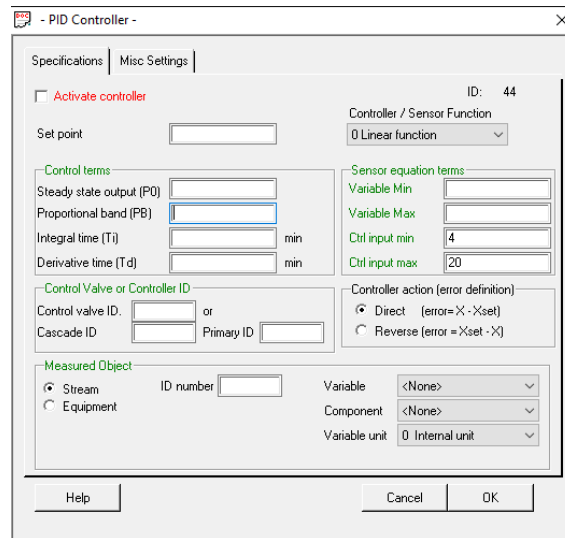 - PID Controller -
Specifications
Misc Settings
Activate controller
ID: 44
Controller / Sensor Function
Set point
0 Linear function
Control terms
Steady state output (P0)
Proportional band (PB)
Integral time (Ti) min
Derivative time (Td) min
Sensor equation terms
Variable Min
Variable Max
Ctrl input min 4
Ctrl input max 20
Control Valve or Controller ID
Control valve ID. or
Cascade ID Primary ID
Controller action (error definition)
Direct (error= X - Xset)
Reverse (error = Xset - X)
Measured Object
Stream
Equipment
ID number
Variable <None>
Component <None>
Variable unit 0 Internal unit
Help
Cancel
OK